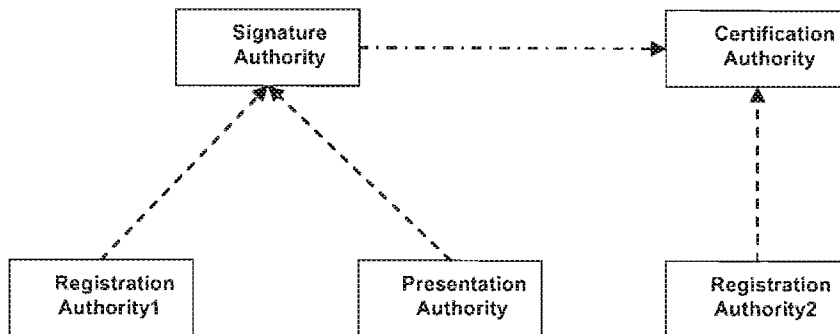 Signature
Authority
Certification
Authority
Registration
Authority1
Presentation
Authority
Registration
Authority2